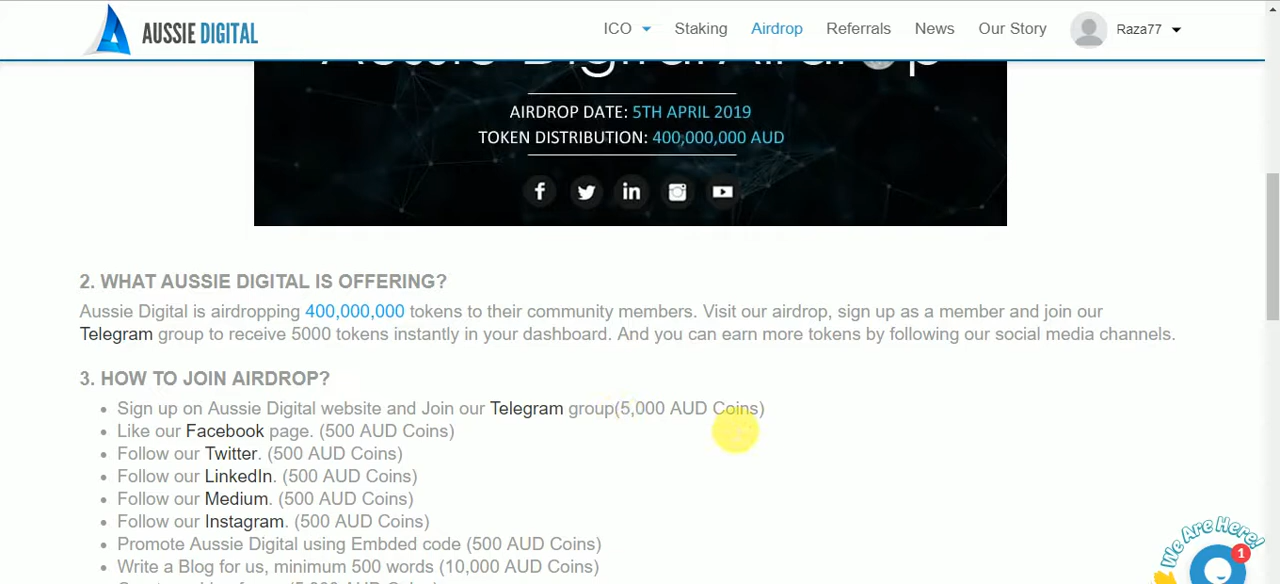 AUSSIE DIGITAL
ICO Staking Airdrop Referrals News Our Story Raza77
Aussie Digital Airdrop
AIRDROP DATE: 5TH APRIL 2019
TOKEN DISTRIBUTION: 400,000,000 AUD
2. WHAT AUSSIE DIGITAL IS OFFERING?
Aussie Digital is airdropping 400,000,000 tokens to their community members. Visit our airdrop, sign up as a member and join our
Telegram group to receive 5000 tokens instantly in your dashboard. And you can earn more tokens by following our social media channels.
3. HOW TO JOIN AIRDROP?
• Sign up on Aussie Digital website and Join our Telegram group(5,000 AUD Coins)
• Like our Facebook page. (500 AUD Coins)
• Follow our Twitter. (500 AUD Coins)
• Follow our LinkedIn. (500 AUD Coins)
• Follow our Medium. (500 AUD Coins)
• Follow our Instagram. (500 AUD Coins)
• Promote Aussie Digital using Embded code (500 AUD Coins)
• Write a Blog for us, minimum 500 words (10,000 AUD Coins)
We Are Here!
1